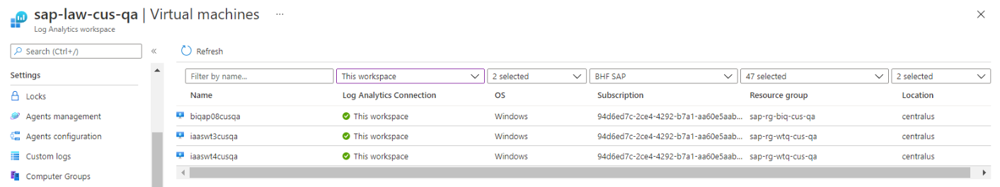 sap-law-cus-qa | Virtual machines ...
Log Analytics workspace
Search (Ctrl+/) «
Refresh
Settings
Locks
Agents management
Agents configuration
Custom logs
Computer Groups
Filter by name... This workspace 2 selected BHF SAP 47 selected 2 selected
Name Log Analytics Connection OS Subscription Resource group Location
biqap08cusqa This workspace Windows 94d6ed7c-2ce4-4292-b7a1-aa60e5aab... sap-rg-biq-cus-qa centralus
iaaswt3cusqa This workspace Windows 94d6ed7c-2ce4-4292-b7a1-aa60e5aab... sap-rg-wtq-cus-qa centralus
iaaswt4cusqa This workspace Windows 94d6ed7c-2ce4-4292-b7a1-aa60e5aab... sap-rg-wtq-cus-qa centralus